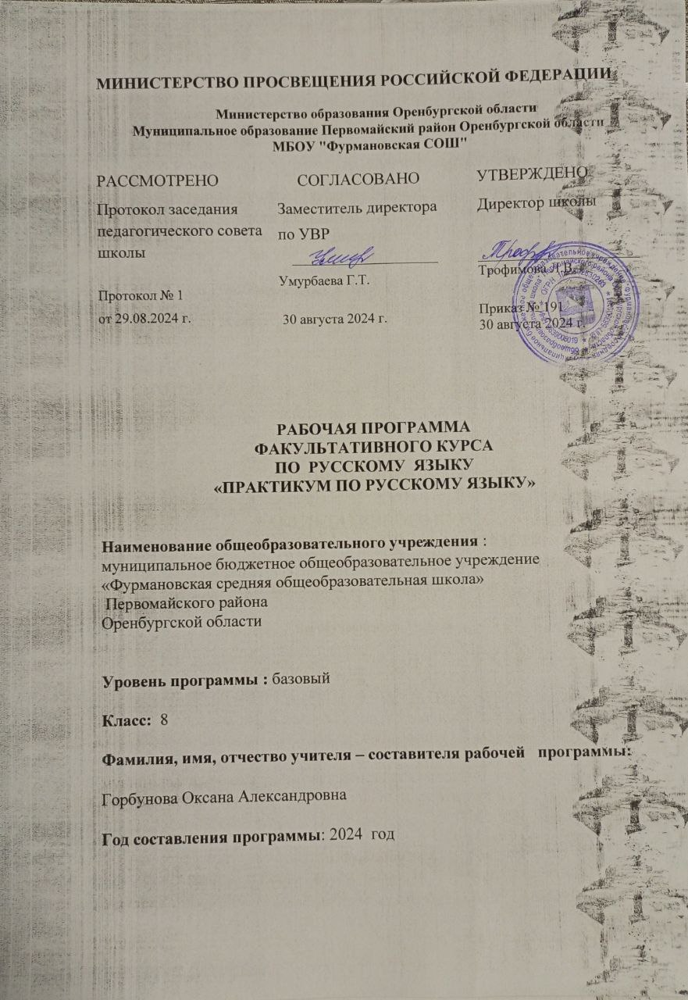 МИНИСТЕРСТВО ПРОСВЕЩЕНИЯ РОССИЙСКОЙ ФЕДЕРАЦИИ
Министерство образования Оренбургской области
Муниципальное образование Первомайский район Оренбургской области
МБОУ "Фурмановская СОШ"
РАССМОТРЕНО
Протокол заседания
педагогического совета
школы
Протокол № 1
от 29.08.2024 г.
СОГЛАСОВАНО
Заместитель директора
по УВР
Умурбаева Г.Т.
30 августа 2024 г.
УТВЕРЖДЕНО
Директор школы
Трофимова
Приказ № 191
30 августа 2024 г.
РАБОЧАЯ ПРОГРАММА
ФАКУЛЬТАТИВНОГО КУРСА
ПО РУССКОМУ ЯЗЫКУ
«ПРАКТИКУМ ПО РУССКОМУ ЯЗЫКУ»
Наименование общеобразовательного учреждения :
муниципальное бюджетное общеобразовательное учреждение
«Фурмановская средняя общеобразовательная школа»
Первомайского района
Оренбургской области
Уровень программы : базовый
Класс: 8
Фамилия, имя, отчество учителя – составителя рабочей программы:
Горбунова Оксана Александровна
Год составления программы: 2024 год